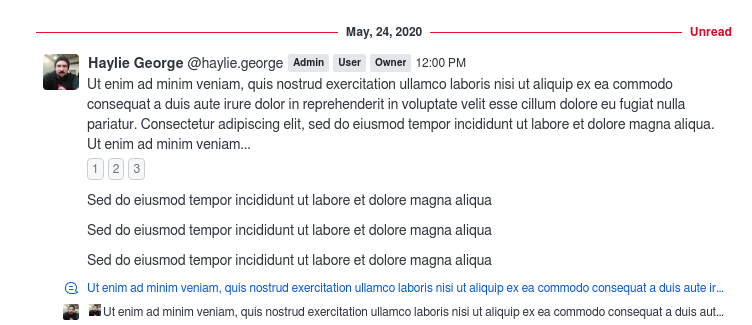 May, 24, 2020 Unread
Haylie George @haylie.george Admin User Owner 12:00 PM
Ut enim ad minim veniam, quis nostrud exercitation ullamco laboris nisi ut aliquip ex ea commodo
consequat a duis aute irure dolor in reprehenderit in voluptate velit esse cillum dolore eu fugiat nulla
pariatur. Consectetur adipiscing elit, sed do eiusmod tempor incididunt ut labore et dolore magna aliqua.
Ut enim ad minim veniam...
1 2 3
Sed do eiusmod tempor incididunt ut labore et dolore magna aliqua
Sed do eiusmod tempor incididunt ut labore et dolore magna aliqua
Sed do eiusmod tempor incididunt ut labore et dolore magna aliqua
Ut enim ad minim veniam, quis nostrud exercitation ullamco laboris nisi ut aliquip ex ea commodo consequat a duis aute ir...
Ut enim ad minim veniam, quis nostrud exercitation ullamco laboris nisi ut aliquip ex ea commodo consequat a duis aut...